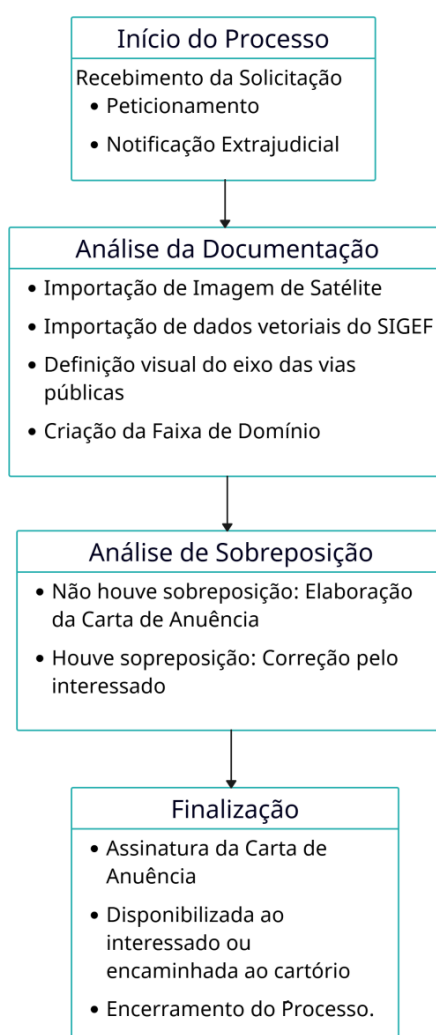 Início do Processo
Recebimento da Solicitação
• Peticionamento
• Notificação Extrajudicial
Análise da Documentação
• Importação de Imagem de Satélite
• Importação de dados vetoriais do SIGEF
• Definição visual do eixo das vias
públicas
• Criação da Faixa de Domínio
Análise de Sobreposição
• Não houve sobreposição: Elaboração
da Carta de Anuência
• Houve sopreposição: Correção pelo
interessado
Finalização
• Assinatura da Carta de
Anuência
• Disponibilizada ao
interessado ou
encaminhada ao cartório
• Encerramento do Processo.